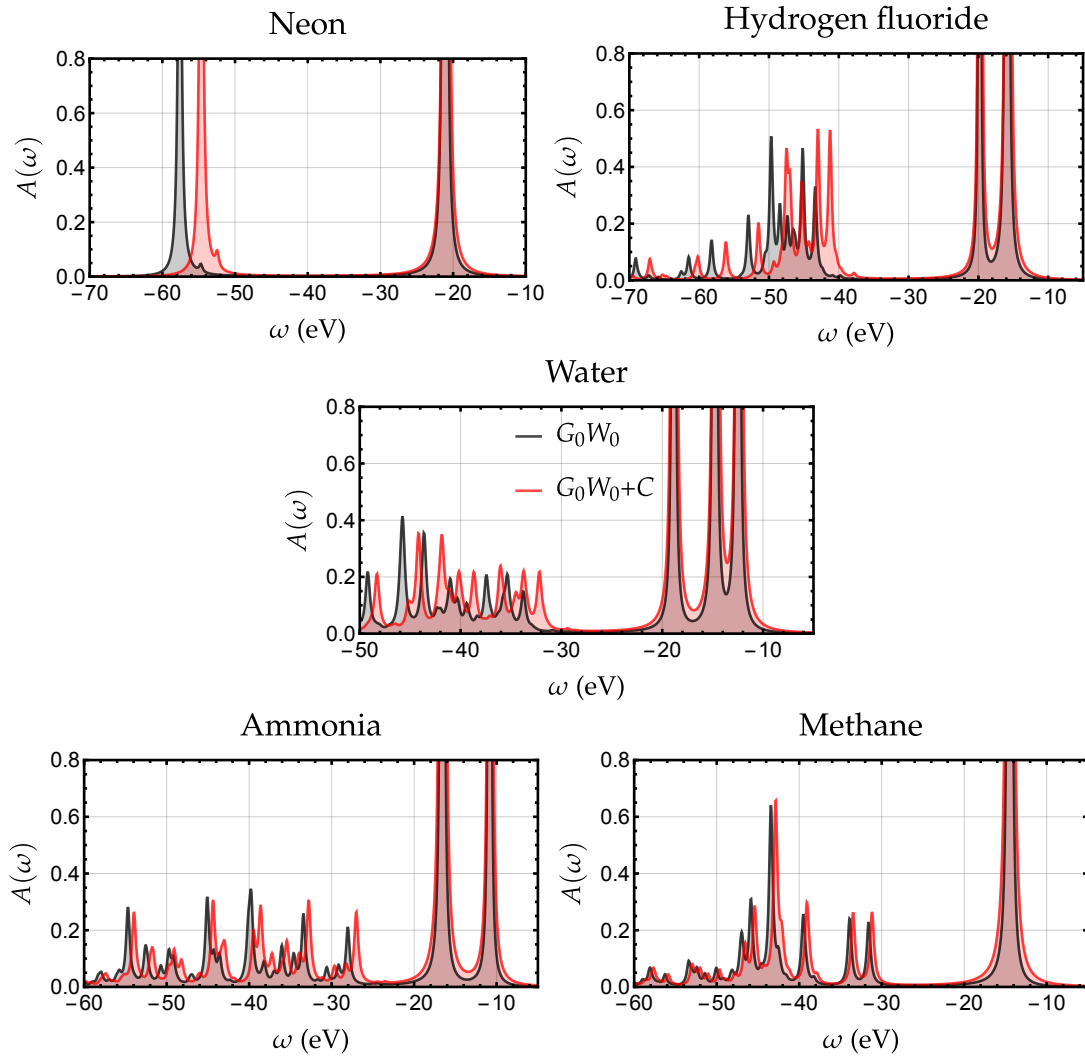 Neon
0.8
0.6
0.4
0.2
0.0
A(ω)
−70 −60 −50 −40 −30 −20 −10
ω (eV)
Hydrogen fluoride
0.8
0.6
0.4
0.2
0.0
A(ω)
−70 −60 −50 −40 −30 −20 −10
ω (eV)
Water
0.8
0.6
0.4
0.2
0.0
A(ω)
G₀W₀
G₀W₀+C
−50 −40 −30 −20 −10
ω (eV)
Ammonia
0.8
0.6
0.4
0.2
0.0
A(ω)
−60 −50 −40 −30 −20 −10
ω (eV)
Methane
0.8
0.6
0.4
0.2
0.0
A(ω)
−60 −50 −40 −30 −20 −10
ω (eV)